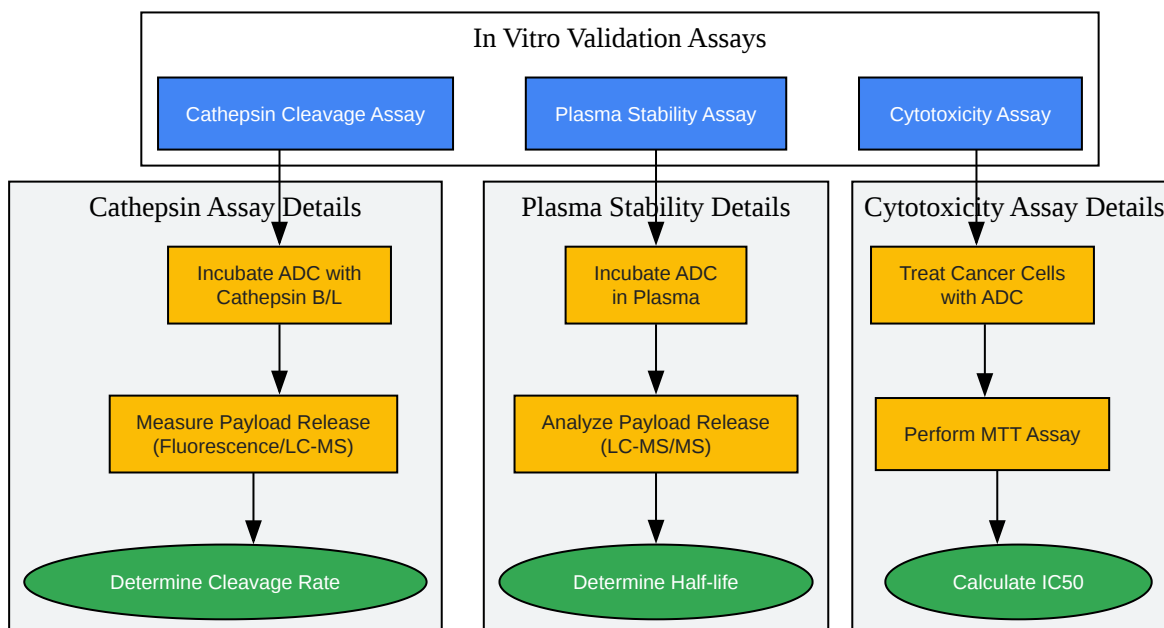 In Vitro Validation Assays
Cathepsin Cleavage Assay
Plasma Stability Assay
Cytotoxicity Assay
Cathepsin Assay Details
Plasma Stability Details
Cytotoxicity Assay Details
Incubate ADC with
Cathepsin B/L
Incubate ADC
in Plasma
Treat Cancer Cells
with ADC
Measure Payload Release
(Fluorescence/LC-MS)
Analyze Payload Release
(LC-MS/MS)
Perform MTT Assay
Determine Cleavage Rate
Determine Half-life
Calculate IC50